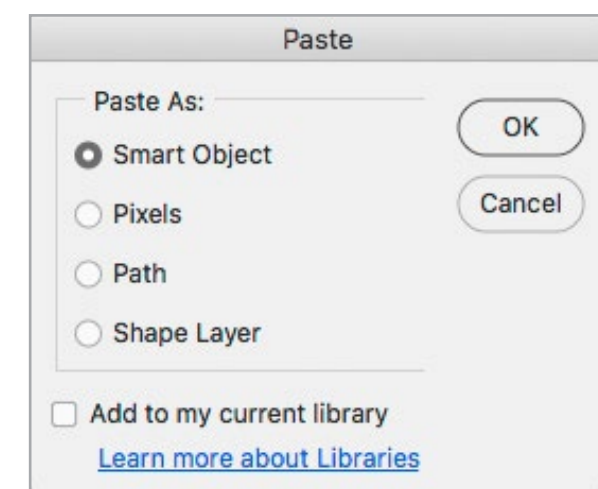 Paste
Paste As:
Smart Object
Pixels
Path
Shape Layer
OK
Cancel
Add to my current library
Learn more about Libraries